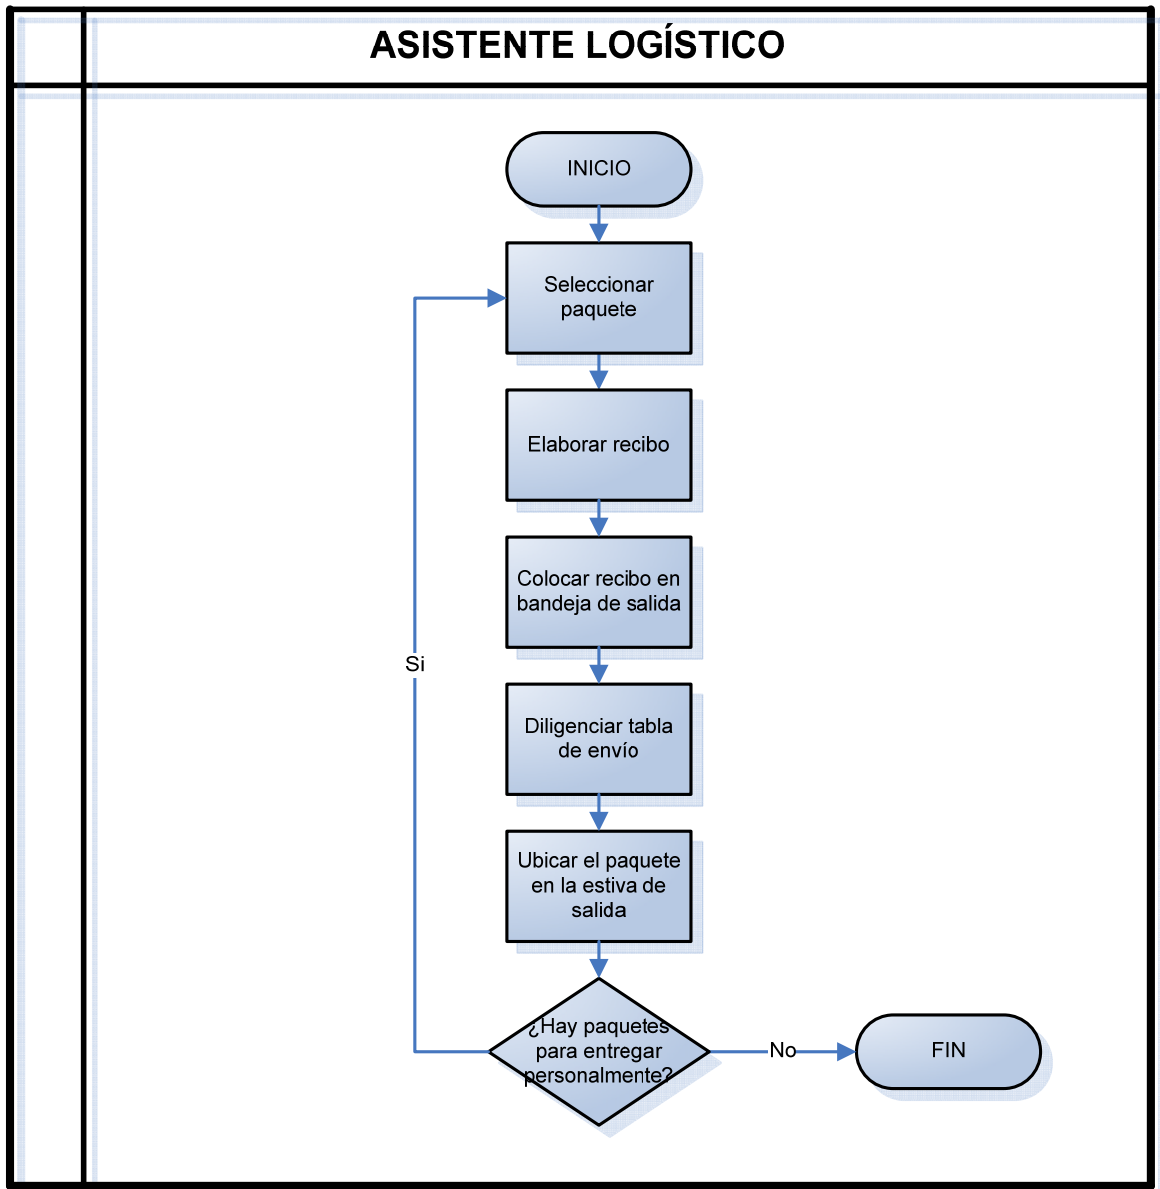 ASISTENTE LOGÍSTICO
INICIO
Seleccionar
paquete
Elaborar recibo
Colocar recibo en
bandeja de salida
Si
Diligenciar tabla
de envío
Ubicar el paquete
en la estiva de
salida
¿Hay paquetes
para entregar
personalmente?
No
FIN